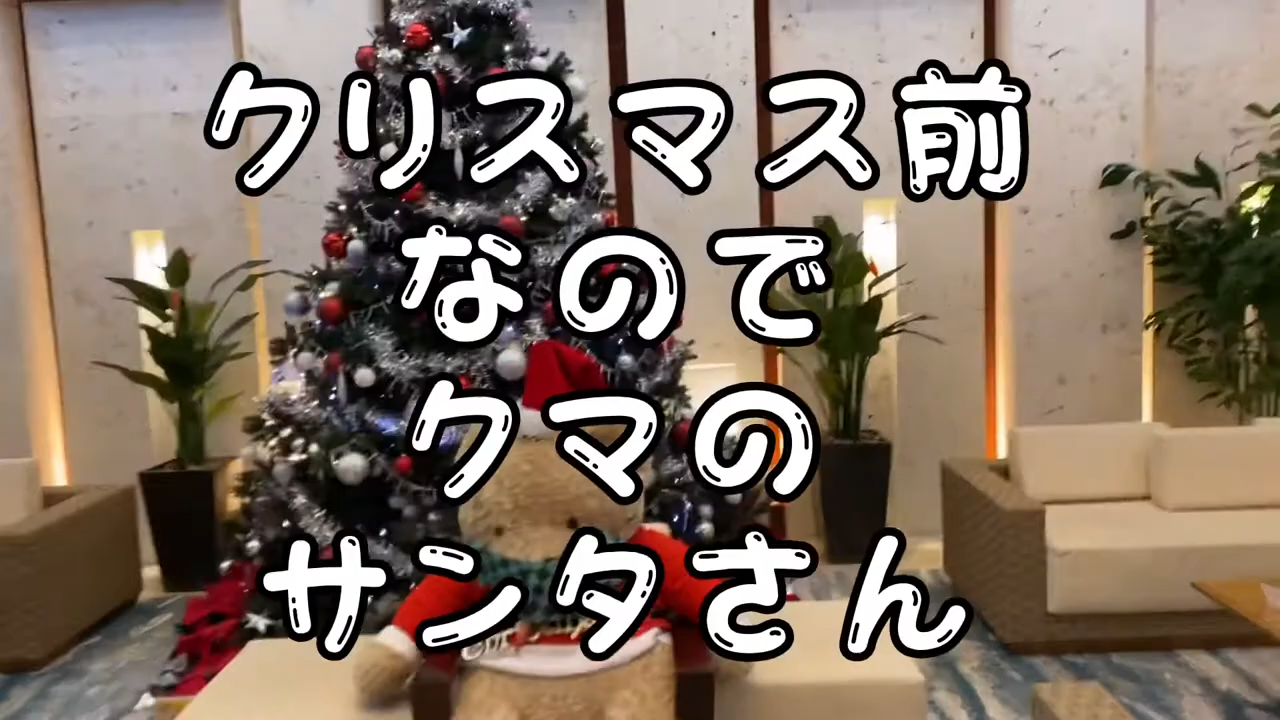 クリスマス前
なので
クマの
サンタさん